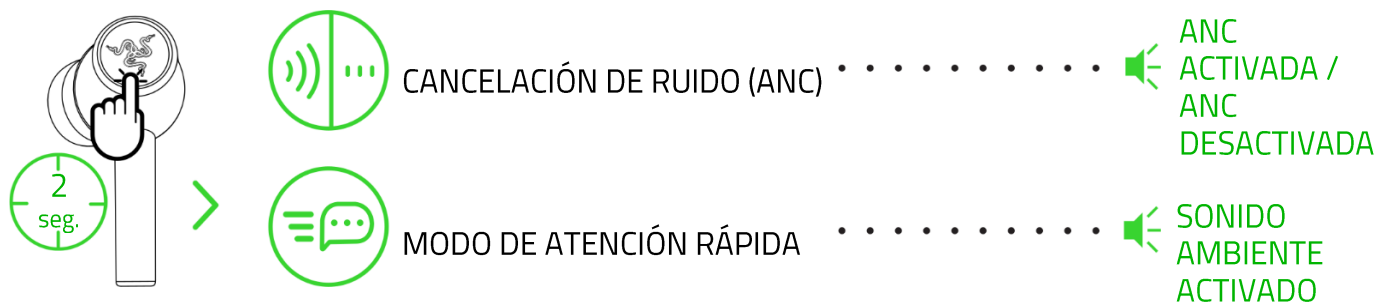 2
seg.
CANCELACIÓN DE RUIDO (ANC)
ANC
ACTIVADA /
ANC
DESACTIVADA
MODO DE ATENCIÓN RÁPIDA
SONIDO
AMBIENTE
ACTIVADO